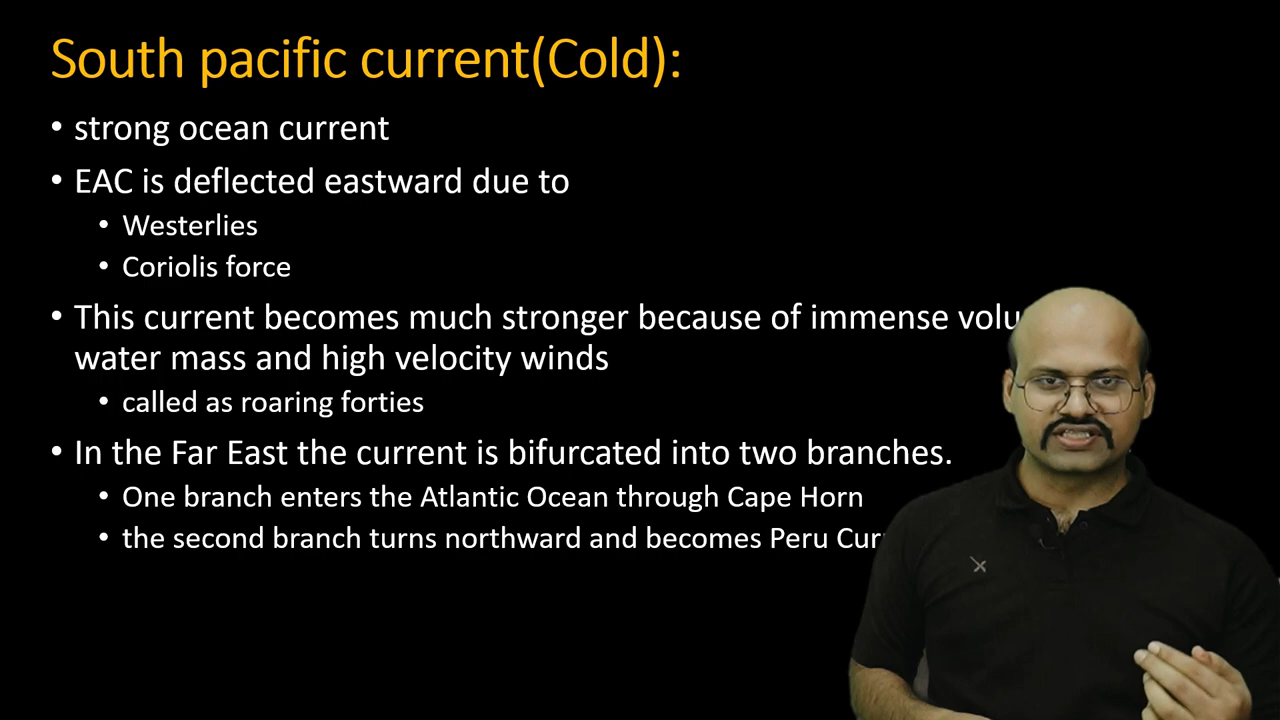 South pacific current(Cold):
• strong ocean current
• EAC is deflected eastward due to
• Westerlies
• Coriolis force
• This current becomes much stronger because of immense
water mass and high velocity winds
• called as roaring forties
• In the Far East the current is bifurcated into two branches.
• One branch enters the Atlantic Ocean through Cape Horn
• the second branch turns northward and becomes Peru